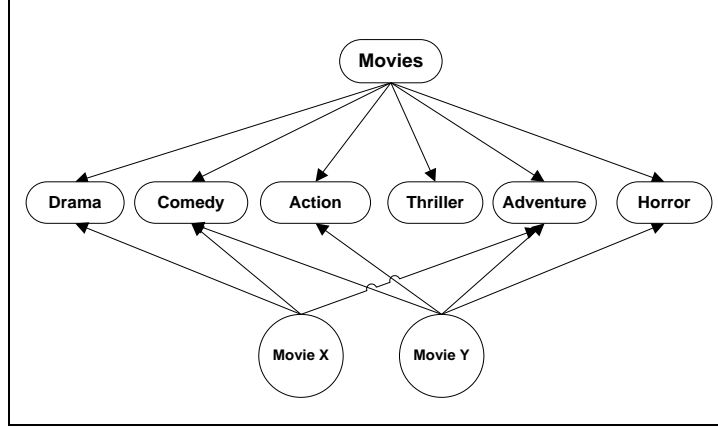 Movies
Drama
Comedy
Action
Thriller
Adventure
Horror
Movie X
Movie Y